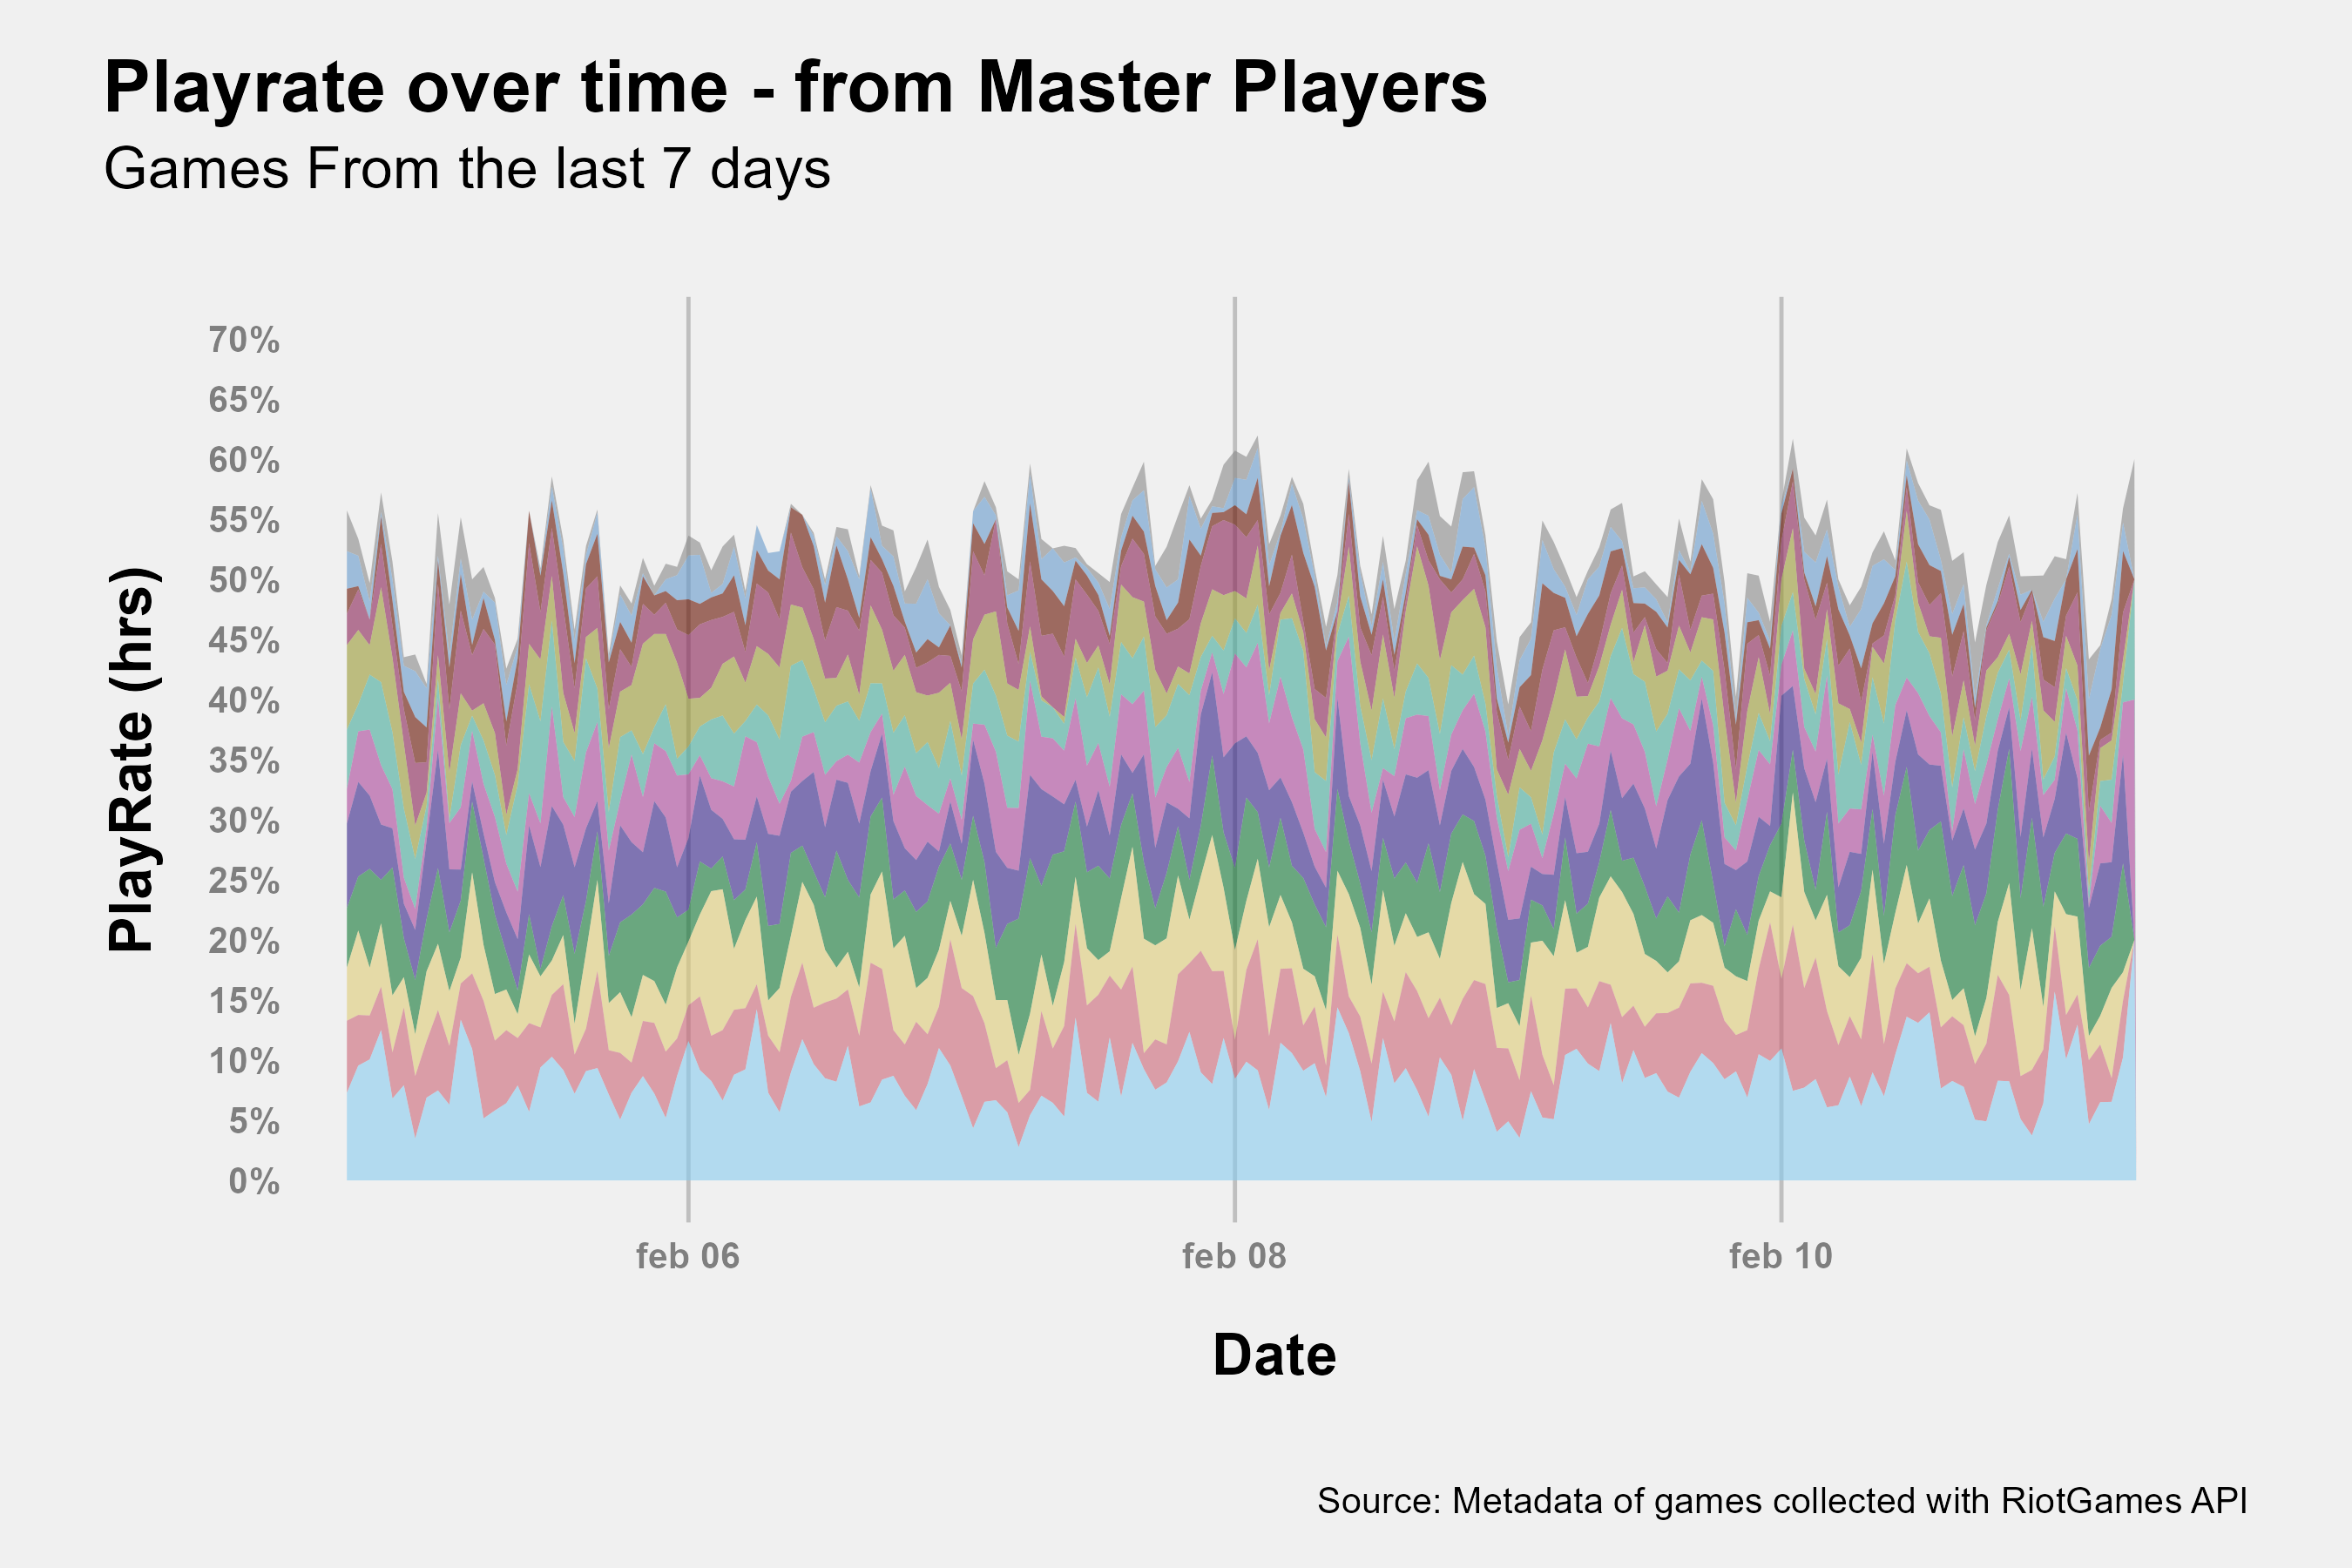 Playrate over time - from Master Players
Games From the last 7 days
PlayRate (hrs)
70%
65%
60%
55%
50%
45%
40%
35%
30%
25%
20%
15%
10%
5%
0%
feb 06
feb 08
feb 10
Date
Source: Metadata of games collected with RiotGames API